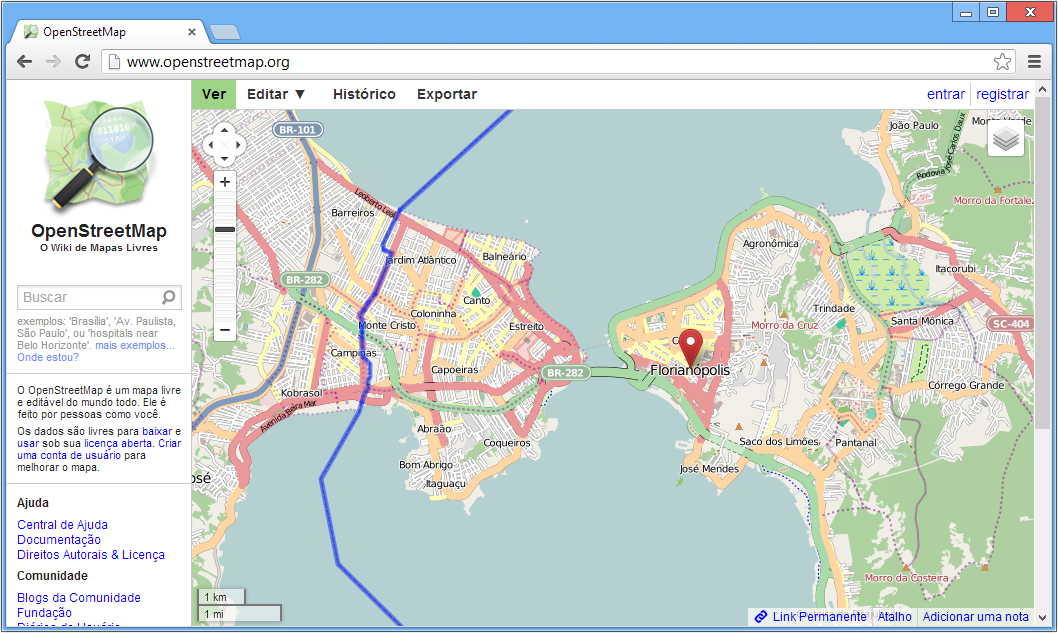 OpenStreetMap
www.openstreetmap.org
Ver
Editar ▼
Histórico
Exportar
entrar
registrar
OpenStreetMap
O Wiki de Mapas Livres
Buscar
exemplos: 'Brasília', 'Av. Paulista,
São Paulo', ou 'hospitals near
Belo Horizonte'. mais exemplos...
Onde estou?
O OpenStreetMap é um mapa livre
e editável do mundo todo. Ele é
feito por pessoas como você.
Os dados são livres para baixar e
usar sob sua licença aberta. Criar
uma conta de usuário para
melhorar o mapa.
Ajuda
Central de Ajuda
Documentação
Direitos Autorais & Licença
Comunidade
Blogs da Comunidade
Fundação
Diários de Usuário
BR-101
João Paulo
Rodovia José Carlos Daux
Morro da Fortaleza
Leoberto Leal
Barreiros
Jardim Atlântico
Balneário
Agronômica
Itacorubi
BR-282
Canto
Coloninha
Monte Cristo
Estreito
Trindade
Morro da Cruz
Santa Mônica
SC-404
Campinas
Capoeiras
BR-282
Florianópolis
Córrego Grande
Kobrasol
Avenida Beira Mar
Abraão
Coqueiros
Saco dos Limões
Pantanal
Bom Abrigo
José Mendes
José
Itaguaçu
Morro da Costeira
1 km
1 mi
Link Permanente
Atalho
Adicionar uma nota